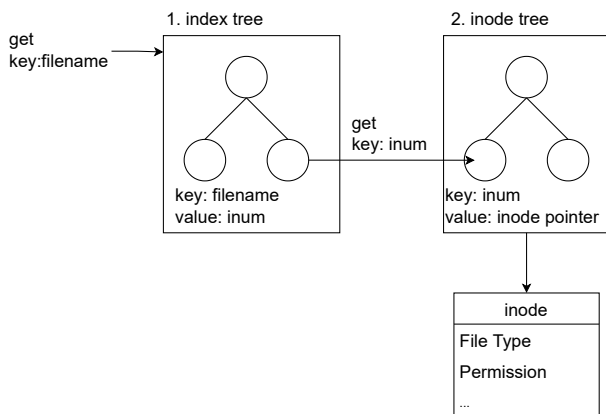 1. index tree
2. inode tree
get
key:filename
get
key: inum
key: filename
value: inum
key: inum
value: inode pointer
inode
File Type
Permission
...